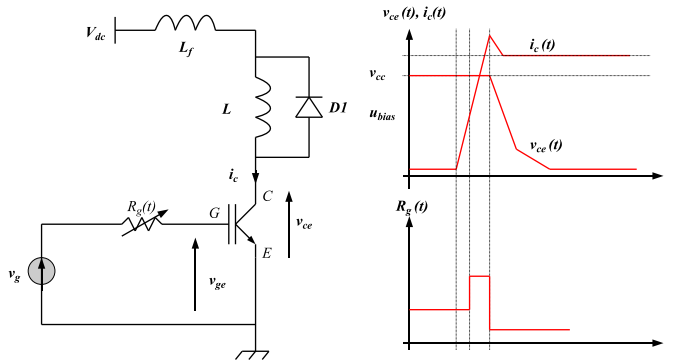 V_dc
L_f
L
D1
i_c
C
R_g(t)
G
v_ce
E
v_g
v_ge
v_ce(t), i_c(t)
i_c(t)
v_cc
u_bias
v_ce(t)
R_g(t)